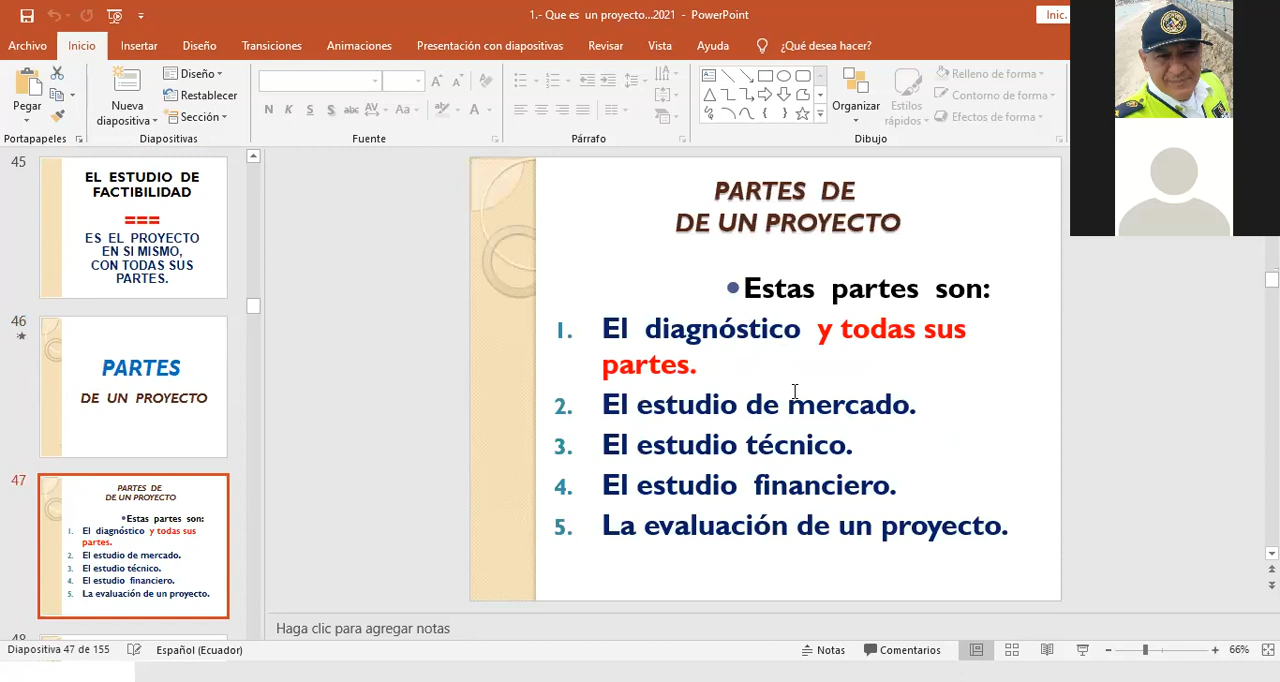 1.- Que es un proyecto...2021 - PowerPoint
Inic.
Archivo Inicio Insertar Diseño Transiciones Animaciones Presentación con diapositivas Revisar Vista Ayuda ¿Qué desea hacer?
Pegar
Nueva diapositiva
Diseño
Restablecer
Sección
N K S S abc AV Aa A
Organizar
Estilos rápidos
Relleno de forma
Contorno de forma
Efectos de forma
Portapapeles Diapositivas Fuente Párrafo Dibujo
45
EL ESTUDIO DE
FACTIBILIDAD
===
ES EL PROYECTO
EN SI MISMO,
CON TODAS SUS
PARTES.
46
PARTES
DE UN PROYECTO
47
PARTES DE
DE UN PROYECTO
•Estas partes son:
1. El diagnóstico y todas sus
partes.
2. El estudio de mercado.
3. El estudio técnico.
4. El estudio financiero.
5. La evaluación de un proyecto.
48
PARTES DE
DE UN PROYECTO
•Estas partes son:
1. El diagnóstico y todas sus
partes.
2. El estudio de mercado.
3. El estudio técnico.
4. El estudio financiero.
5. La evaluación de un proyecto.
Haga clic para agregar notas
Diapositiva 47 de 155 Español (Ecuador) Notas Comentarios 66%